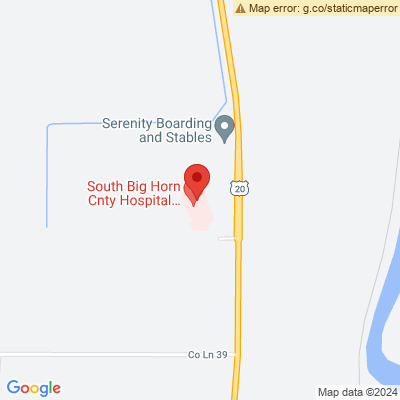 Map error: g.co/staticmaperror
Serenity Boarding
and Stables
South Big Horn
Cnty Hospital...
20
Co Ln 39
Google
Map data ©2024